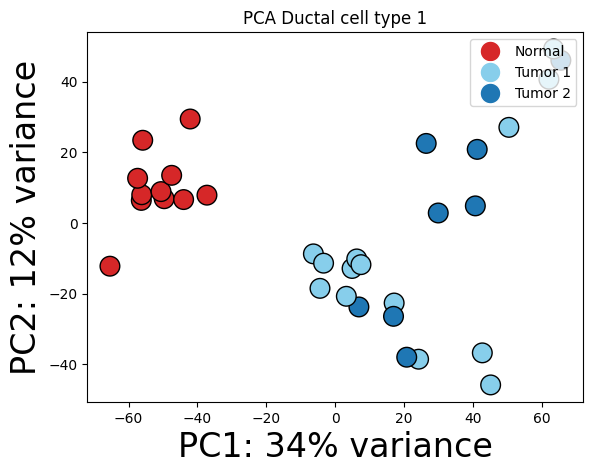 PCA Ductal cell type 1
Normal
Tumor 1
Tumor 2
PC2: 12% variance
40
20
0
−20
−40
−60
−40
−20
0
20
40
60
PC1: 34% variance